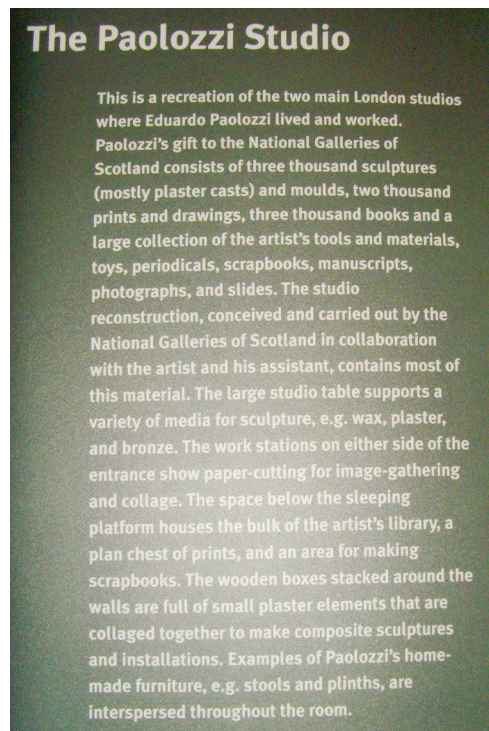 The Paolozzi Studio
This is a recreation of the two main London studios
where Eduardo Paolozzi lived and worked.
Paolozzi's gift to the National Galleries of
Scotland consists of three thousand sculptures
(mostly plaster casts) and moulds, two thousand
prints and drawings, three thousand books and a
large collection of the artist's tools and materials,
toys, periodicals, scrapbooks, manuscripts,
photographs, and slides. The studio
reconstruction, conceived and carried out by the
National Galleries of Scotland in collaboration
with the artist and his assistant, contains most of
this material. The large studio table supports a
variety of media for sculpture, e.g. wax, plaster,
and bronze. The work stations on either side of the
entrance show paper-cutting for image-gathering
and collage. The space below the sleeping
platform houses the bulk of the artist's library, a
plan chest of prints, and an area for making
scrapbooks. The wooden boxes stacked around the
walls are full of small plaster elements that are
collaged together to make composite sculptures
and installations. Examples of Paolozzi's home-
made furniture, e.g. stools and plinths, are
interspersed throughout the room.